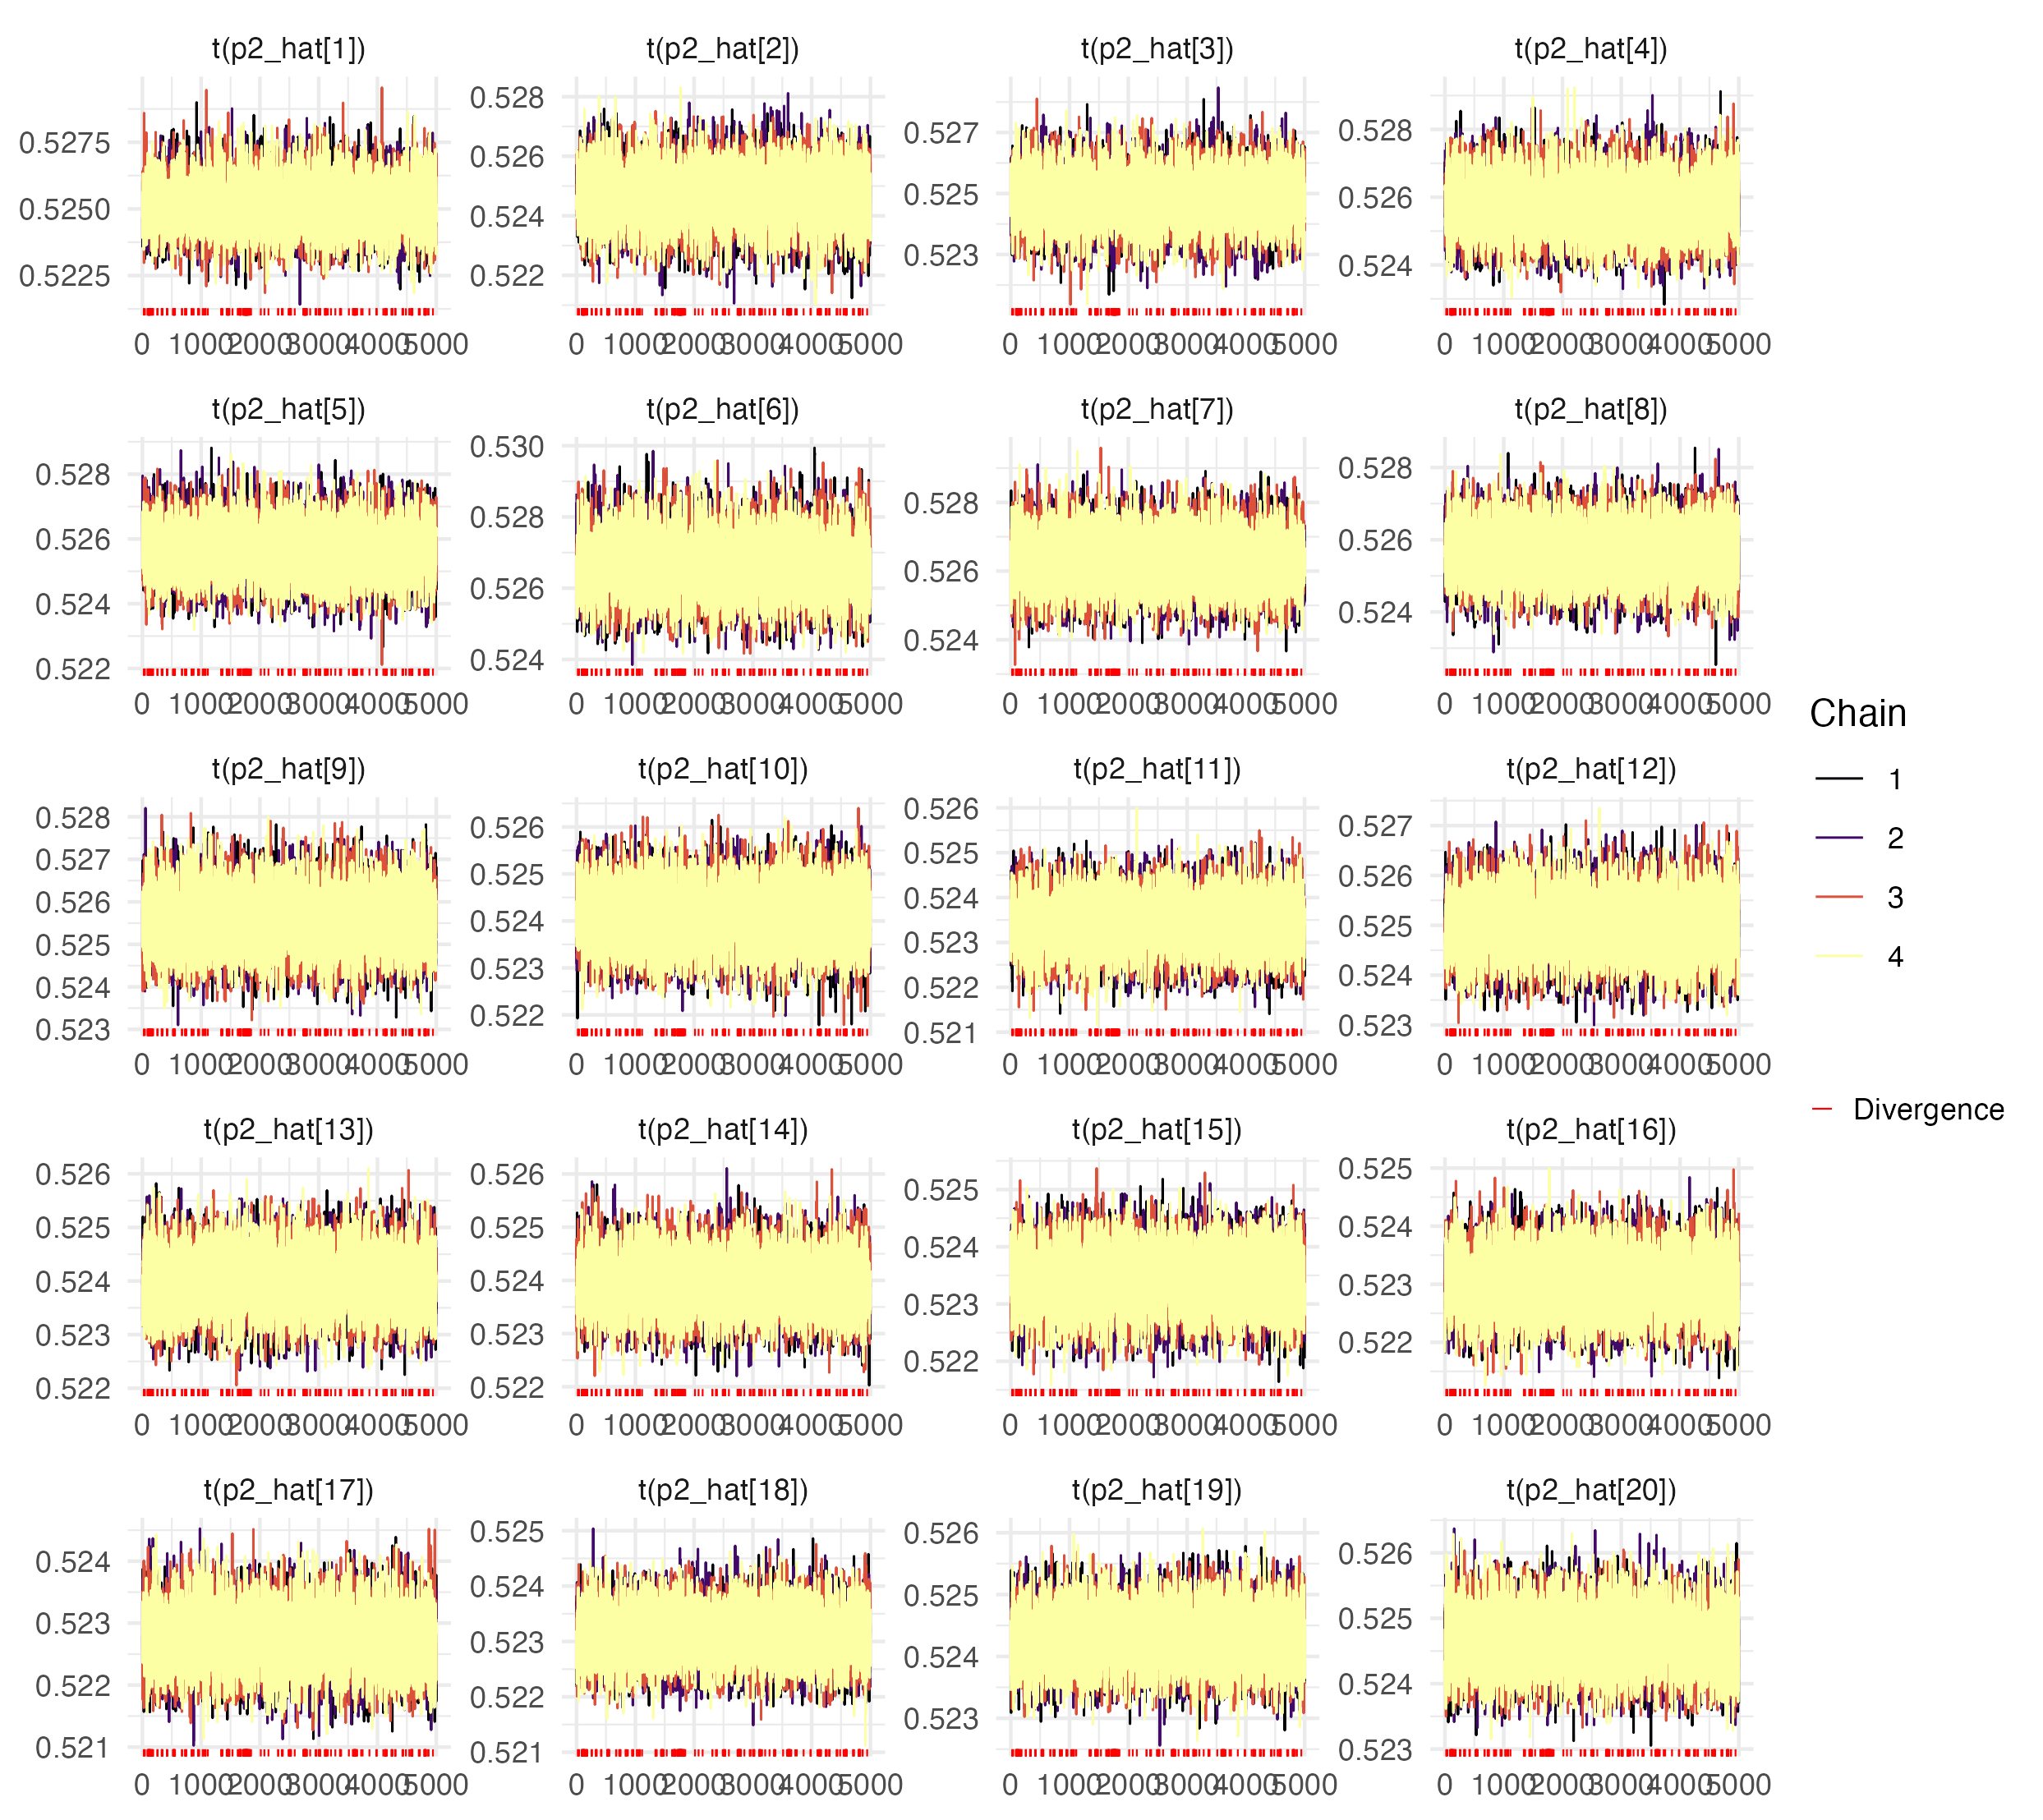 t(p2_hat[1]) t(p2_hat[2]) t(p2_hat[3]) t(p2_hat[4])
0.5275 0.528 0.527 0.528
0.5250 0.526 0.525 0.526
0.5225 0.524 0.523 0.524
0.522
0 1000 2000 3000 4000 5000 0 1000 2000 3000 4000 5000 0 1000 2000 3000 4000 5000 0 1000 2000 3000 4000 5000
t(p2_hat[5]) t(p2_hat[6]) t(p2_hat[7]) t(p2_hat[8])
0.528 0.530 0.528 0.528
0.526 0.528 0.526 0.526
0.524 0.526 0.524 0.524
0.522 0.524
0 1000 2000 3000 4000 5000 0 1000 2000 3000 4000 5000 0 1000 2000 3000 4000 5000 0 1000 2000 3000 4000 5000
t(p2_hat[9]) t(p2_hat[10]) t(p2_hat[11]) t(p2_hat[12])
0.528 0.526 0.526 0.527
0.527 0.525 0.525 0.526
0.526 0.524 0.524 0.525
0.525 0.523 0.523 0.524
0.524 0.522 0.522 0.523
0.523 0.521
0 1000 2000 3000 4000 5000 0 1000 2000 3000 4000 5000 0 1000 2000 3000 4000 5000 0 1000 2000 3000 4000 5000
t(p2_hat[13]) t(p2_hat[14]) t(p2_hat[15]) t(p2_hat[16])
0.526 0.526 0.525 0.525
0.525 0.525 0.524 0.524
0.524 0.524 0.523 0.523
0.523 0.523 0.522 0.522
0.522 0.522
0 1000 2000 3000 4000 5000 0 1000 2000 3000 4000 5000 0 1000 2000 3000 4000 5000 0 1000 2000 3000 4000 5000
t(p2_hat[17]) t(p2_hat[18]) t(p2_hat[19]) t(p2_hat[20])
0.524 0.525 0.526 0.526
0.523 0.524 0.525 0.525
0.522 0.523 0.524 0.524
0.521 0.522 0.523 0.523
0.521
0 1000 2000 3000 4000 5000 0 1000 2000 3000 4000 5000 0 1000 2000 3000 4000 5000 0 1000 2000 3000 4000 5000
Chain
1
2
3
4
Divergence